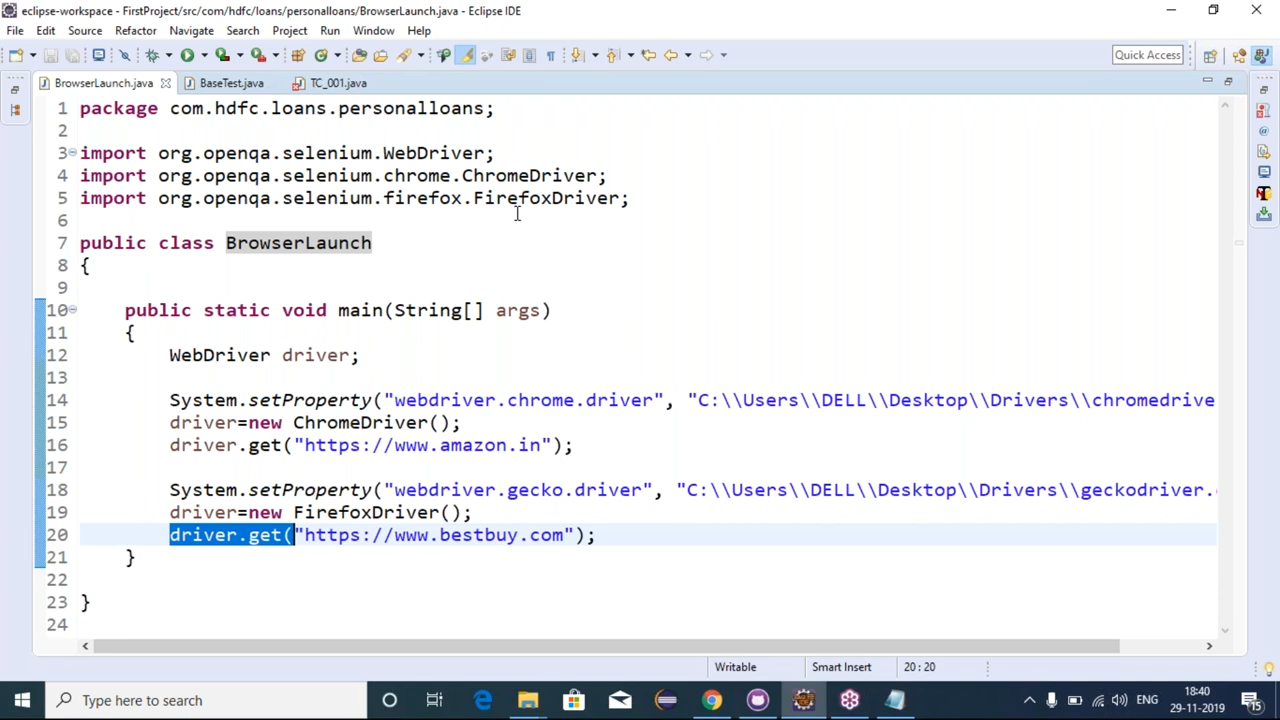 eclipse-workspace - FirstProject/src/com/hdfc/loans/personalloans/BrowserLaunch.java - Eclipse IDE
File Edit Source Refactor Navigate Search Project Run Window Help
Quick Access
BrowserLaunch.java BaseTest.java TC_001.java
1 package com.hdfc.loans.personalloans;
2
3 import org.openqa.selenium.WebDriver;
4 import org.openqa.selenium.chrome.ChromeDriver;
5 import org.openqa.selenium.firefox.FirefoxDriver;
6
7 public class BrowserLaunch
8 {
9
10 public static void main(String[] args)
11 {
12 WebDriver driver;
13
14 System.setProperty("webdriver.chrome.driver", "C:\\Users\\DELL\\Desktop\\Drivers\\chromedrive
15 driver=new ChromeDriver();
16 driver.get("https://www.amazon.in");
17
18 System.setProperty("webdriver.gecko.driver", "C:\\Users\\DELL\\Desktop\\Drivers\\geckodriver.
19 driver=new FirefoxDriver();
20 driver.get("https://www.bestbuy.com");
21 }
22
23 }
24
Writable Smart Insert 20 : 20
Type here to search
ENG
18:40
29-11-2019
15